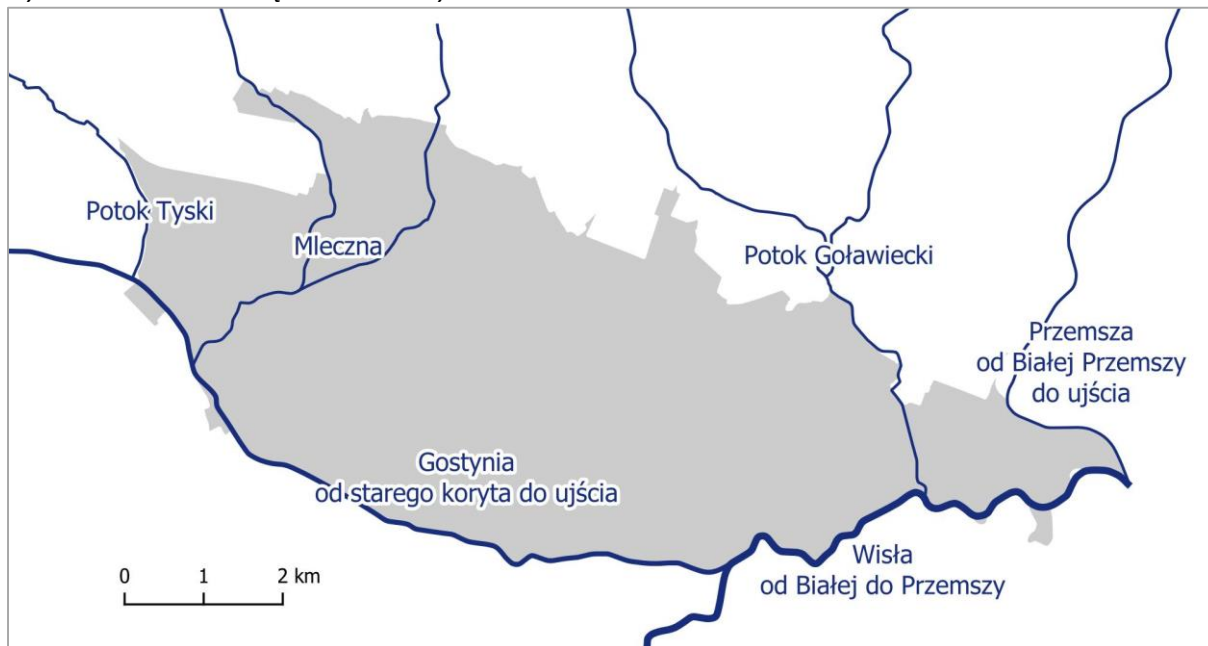 Potok Tyski
Mleczna
Potok Goławiecki
Przemsza
od Białej Przemszy
do ujścia
Gostynia
od starego koryta do ujścia
Wisła
od Białej do Przemszy
0 1 2 km